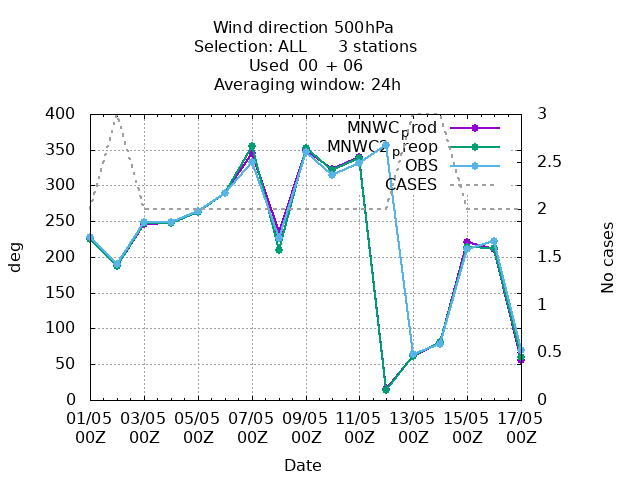 Wind direction 500hPa
Selection: ALL 3 stations
Used 00 + 06
Averaging window: 24h
400
350
300
250
200
150
100
50
0
deg
3
2.5
2
1.5
1
0.5
0
No cases
MNWC_prod
MNWC2_preop
OBS
CASES
01/05 03/05 05/05 07/05 09/05 11/05 13/05 15/05 17/05
00Z 00Z 00Z 00Z 00Z 00Z 00Z 00Z 00Z
Date